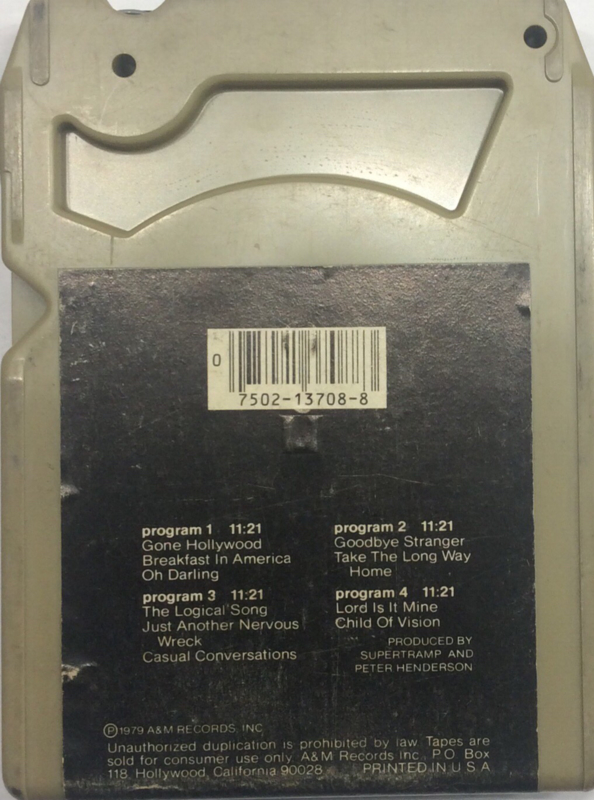 0
7502-13708-8
program 1 11:21
Gone Hollywood
Breakfast In America
Oh Darling
program 2 11:21
Goodbye Stranger
Take The Long Way
Home
program 3 11:21
The Logical Song
Just Another Nervous
Wreck
Casual Conversations
program 4 11:21
Lord Is It Mine
Child Of Vision
PRODUCED BY
SUPERTRAMP AND
PETER HENDERSON
Ⓟ1979 A&M RECORDS, INC
Unauthorized duplication is prohibited by law Tapes are
sold for consumer use only. A&M Records Inc., P.O. Box
118, Hollywood, California 90028 PRINTED IN U S A